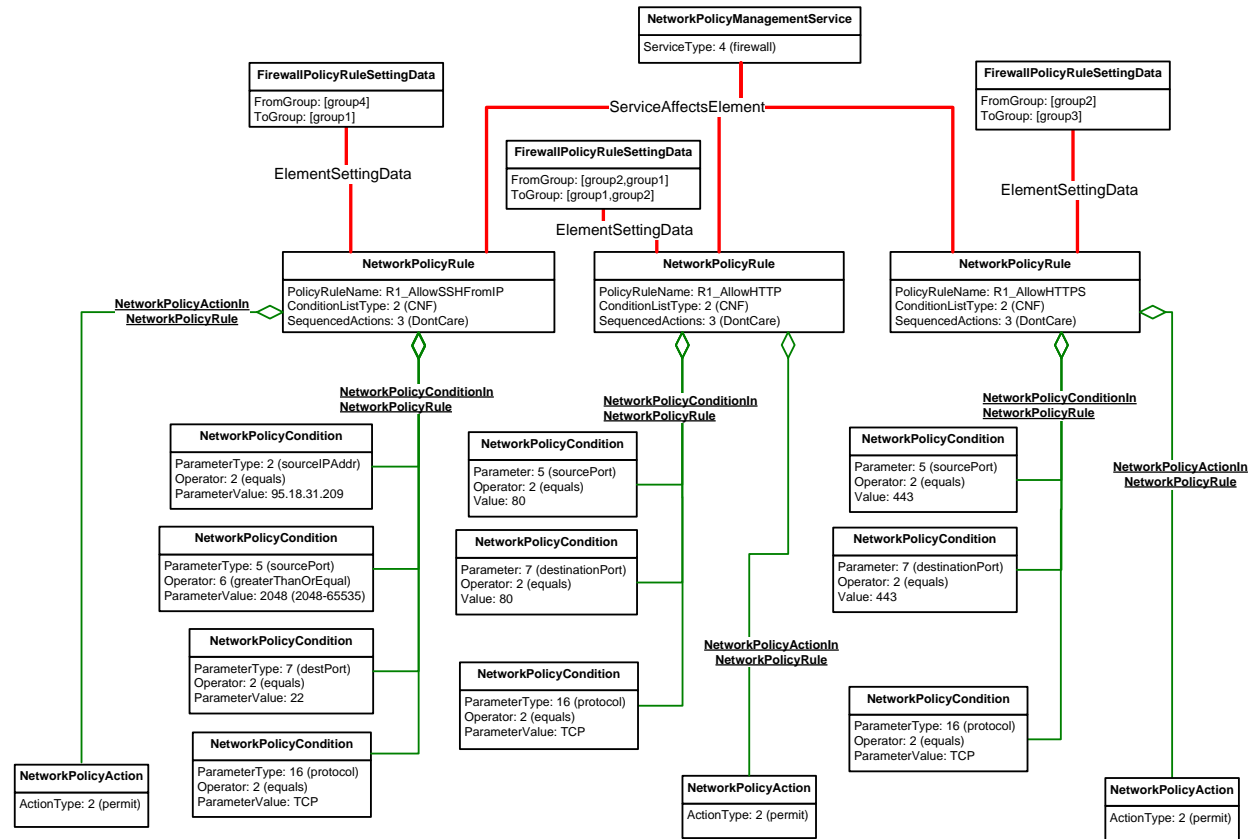 NetworkPolicyManagementService
ServiceType: 4 (firewall)
FirewallPolicyRuleSettingData
FromGroup: [group4]
ToGroup: [group1]
FirewallPolicyRuleSettingData
FromGroup: [group2]
ToGroup: [group3]
ServiceAffectsElement
FirewallPolicyRuleSettingData
FromGroup: [group2,group1]
ToGroup: [group1,group2]
ElementSettingData
ElementSettingData
ElementSettingData
NetworkPolicyRule
PolicyRuleName: R1_AllowSSHFromIP
ConditionListType: 2 (CNF)
SequencedActions: 3 (DontCare)
NetworkPolicyRule
PolicyRuleName: R1_AllowHTTP
ConditionListType: 2 (CNF)
SequencedActions: 3 (DontCare)
NetworkPolicyRule
PolicyRuleName: R1_AllowHTTPS
ConditionListType: 2 (CNF)
SequencedActions: 3 (DontCare)
NetworkPolicyActionIn
NetworkPolicyRule
NetworkPolicyConditionIn
NetworkPolicyRule
NetworkPolicyConditionIn
NetworkPolicyRule
NetworkPolicyConditionIn
NetworkPolicyRule
NetworkPolicyCondition
ParameterType: 2 (sourceIPAddr)
Operator: 2 (equals)
ParameterValue: 95.18.31.209
NetworkPolicyCondition
Parameter: 5 (sourcePort)
Operator: 2 (equals)
Value: 80
NetworkPolicyCondition
Parameter: 5 (sourcePort)
Operator: 2 (equals)
Value: 443
NetworkPolicyActionIn
NetworkPolicyRule
NetworkPolicyCondition
ParameterType: 5 (sourcePort)
Operator: 6 (greaterThanOrEqual)
ParameterValue: 2048 (2048-65535)
NetworkPolicyCondition
Parameter: 7 (destinationPort)
Operator: 2 (equals)
Value: 80
NetworkPolicyCondition
Parameter: 7 (destinationPort)
Operator: 2 (equals)
Value: 443
NetworkPolicyCondition
ParameterType: 7 (destPort)
Operator: 2 (equals)
ParameterValue: 22
NetworkPolicyActionIn
NetworkPolicyRule
NetworkPolicyCondition
ParameterType: 16 (protocol)
Operator: 2 (equals)
ParameterValue: TCP
NetworkPolicyCondition
ParameterType: 16 (protocol)
Operator: 2 (equals)
ParameterValue: TCP
NetworkPolicyCondition
ParameterType: 16 (protocol)
Operator: 2 (equals)
ParameterValue: TCP
NetworkPolicyAction
ActionType: 2 (permit)
NetworkPolicyAction
ActionType: 2 (permit)
NetworkPolicyAction
ActionType: 2 (permit)